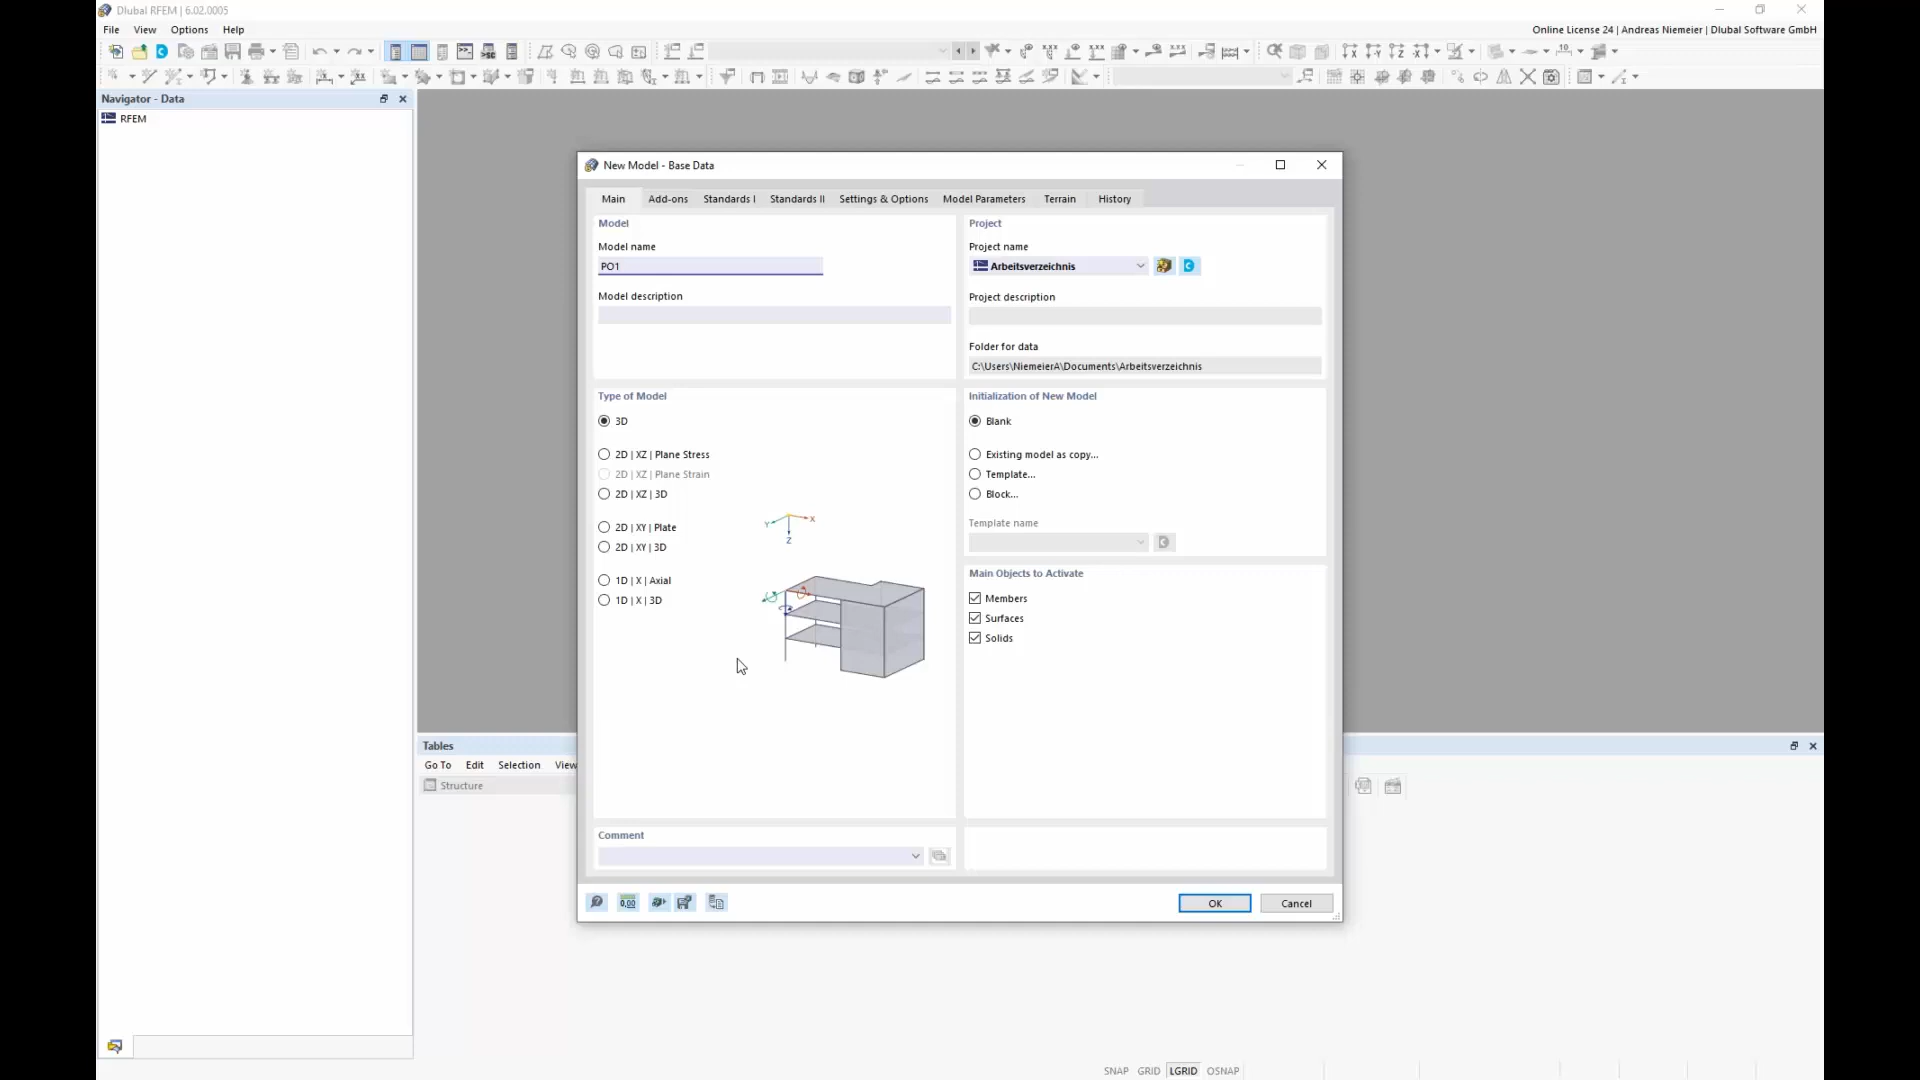 Dlubal RFEM | 6.02.0005
File View Options Help
Online License 24 | Andreas Niemeier | Dlubal Software GmbH
Navigator - Data
RFEM
New Model - Base Data
Main Add-ons Standards I Standards II Settings & Options Model Parameters Terrain History
Model
Model name
PO1
Model description
Project
Project name
Arbeitsverzeichnis
Project description
Folder for data
C:\Users\NiemeierA\Documents\Arbeitsverzeichnis
Type of Model
3D
2D | XZ | Plane Stress
2D | XZ | Plane Strain
2D | XZ | 3D
2D | XY | Plate
2D | XY | 3D
1D | X | Axial
1D | X | 3D
Y X
Z
Initialization of New Model
Blank
Existing model as copy...
Template...
Block...
Template name
Main Objects to Activate
Members
Surfaces
Solids
Comment
OK Cancel
Tables
Go To Edit Selection View
Structure
SNAP GRID LGRID OSNAP